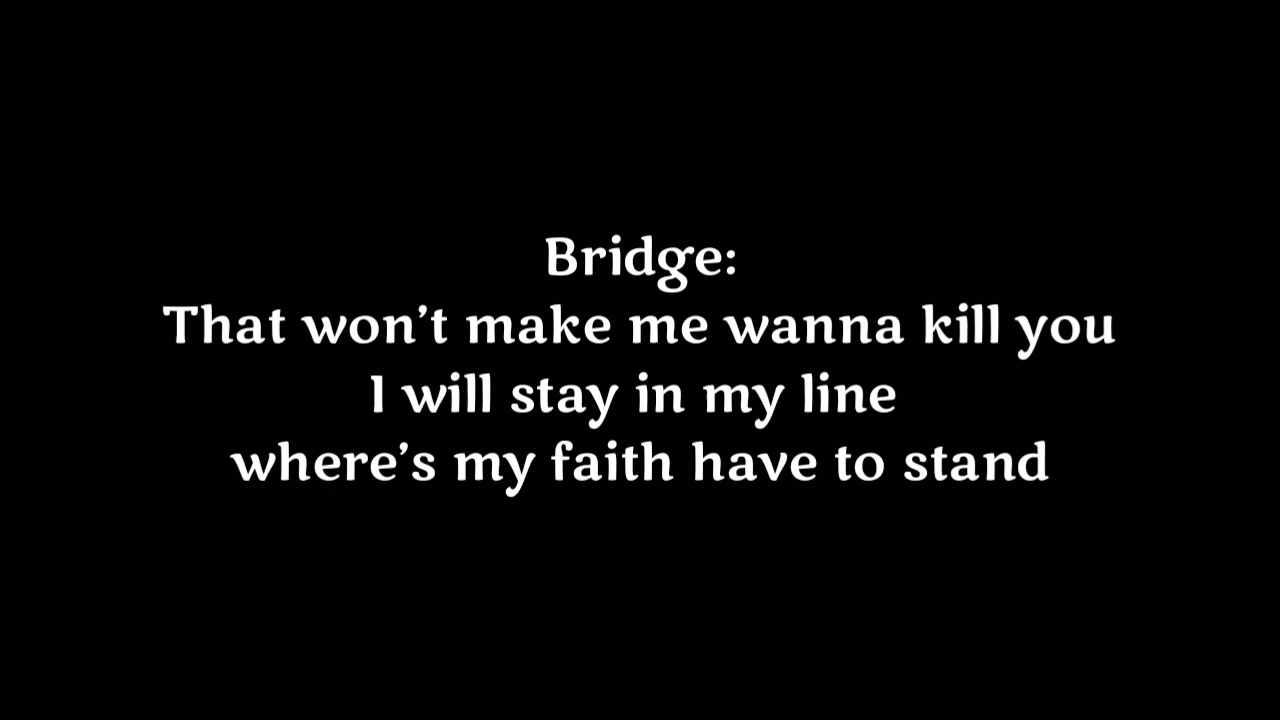 Bridge:
That won't make me wanna kill you
I will stay in my line
where's my faith have to stand